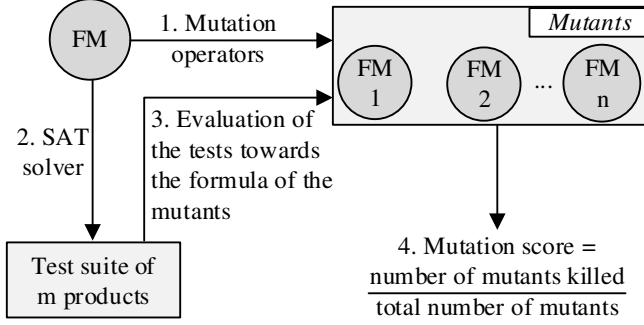 FM
1. Mutation
operators
Mutants
FM
1
FM
2
...
FM
n
2. SAT
solver
3. Evaluation of
the tests towards
the formula of the
mutants
Test suite of
m products
4. Mutation score =
number of mutants killed
total number of mutants